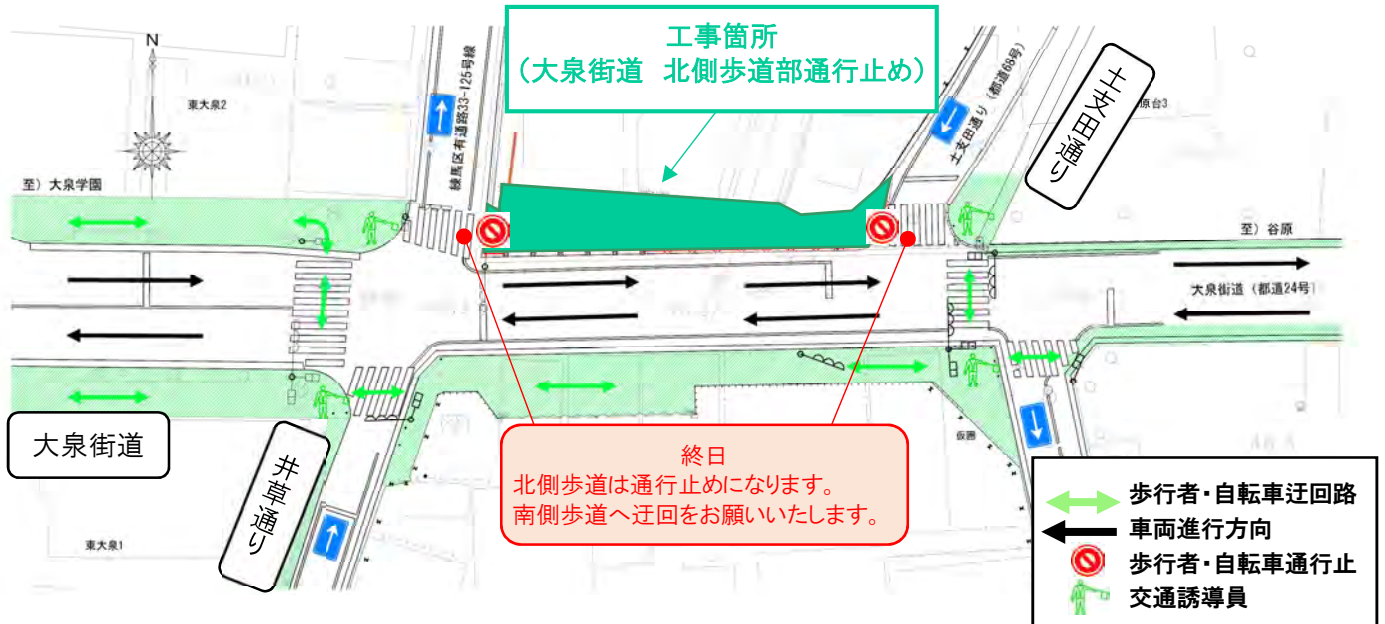 工事箇所
（大泉街道 北側歩道部通行止め）
N
東大泉2
練馬区有通路33-125号線
土支田通り（都道68号）
土支田通り
原台3
至）大泉学園
至）谷原
大泉街道（都道24号）
大泉街道
井草通り
東大泉1
仮囲
終日
北側歩道は通行止めになります。
南側歩道へ迂回をお願いいたします。
歩行者・自転車迂回路
車両進行方向
歩行者・自転車通行止
交通誘導員